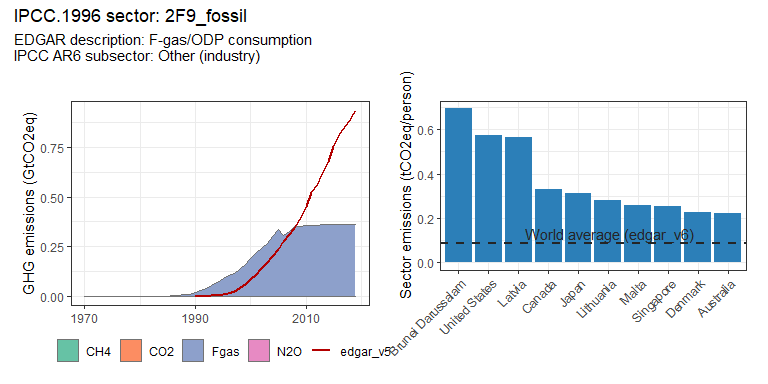 IPCC.1996 sector: 2F9_fossil
EDGAR description: F-gas/ODP consumption
IPCC AR6 subsector: Other (industry)
GHG emissions (GtCO2eq)
0.75
0.50
0.25
0.00
1970
1990
2010
CH4
CO2
Fgas
N2O
edgar_v5
Sector emissions (tCO2eq/person)
0.6
0.4
0.2
0.0
World average (edgar_v6)
Brunei Darussalam
United States
Latvia
Canada
Japan
Lithuania
Malta
Singapore
Denmark
Australia